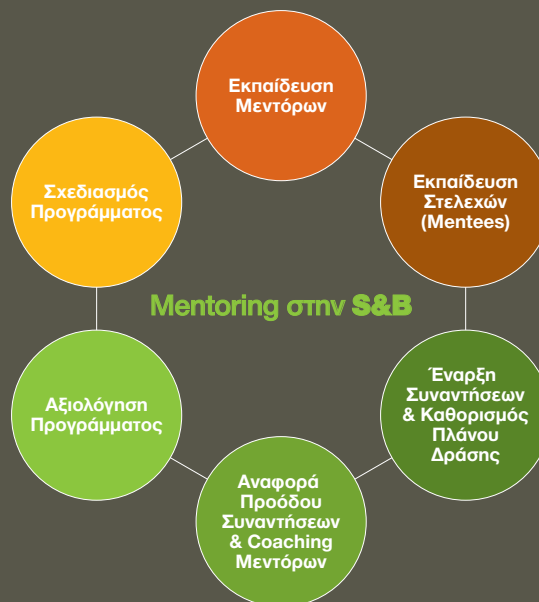 Εκπαίδευση
Μεντόρων
Σχεδιασμός
Προγράμματος
Εκπαίδευση
Στελεχών
(Mentees)
Mentoring στην S&B
Αξιολόγηση
Προγράμματος
Έναρξη
Συναντήσεων
& Καθορισμός
Πλάνου
Δράσης
Αναφορά
Προόδου
Συναντήσεων
& Coaching
Μεντόρων